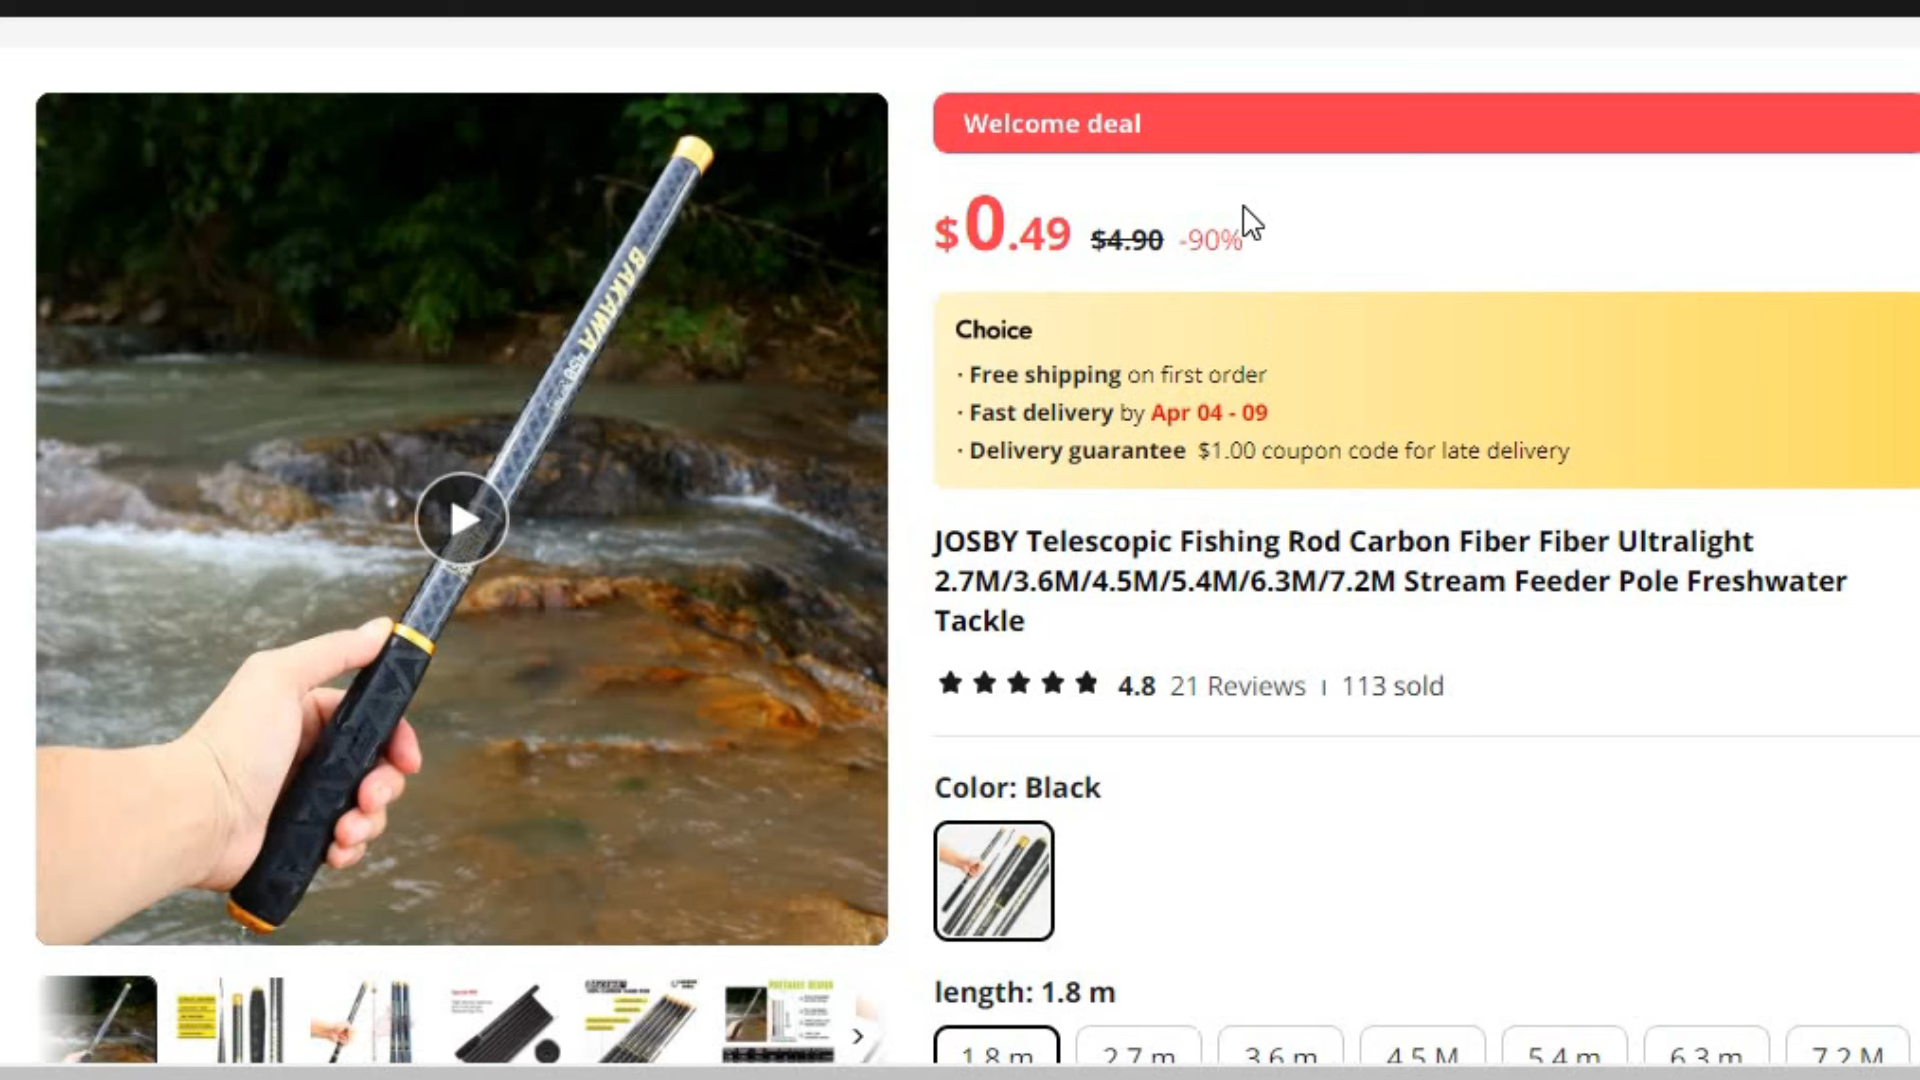 Welcome deal
$0.49 $4.90 -90%
Choice
· Free shipping on first order
· Fast delivery by Apr 04 - 09
· Delivery guarantee $1.00 coupon code for late delivery
JOSBY Telescopic Fishing Rod Carbon Fiber Fiber Ultralight
2.7M/3.6M/4.5M/5.4M/6.3M/7.2M Stream Feeder Pole Freshwater
Tackle
4.8 21 Reviews | 113 sold
Color: Black
length: 1.8 m
1.8 m 2.7 m 3.6 m 4.5 M 5.4 m 6.3 m 7.2 M
BAKAWA